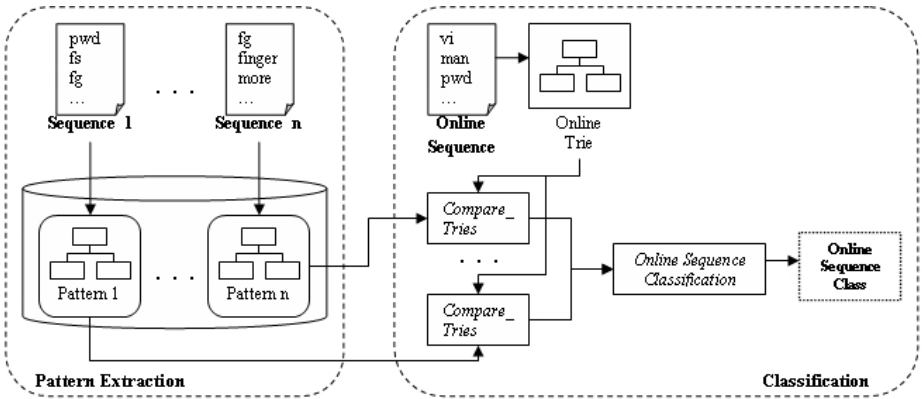 pwd
fs
fg
...
Sequence 1
. . .
fg
finger
more
...
Sequence n
Pattern 1
. . .
Pattern n
Pattern Extraction
vi
man
pwd
...
Online
Sequence
Online
Trie
Compare_
Tries
. . .
Compare_
Tries
Online Sequence
Classification
Online
Sequence
Class
Classification